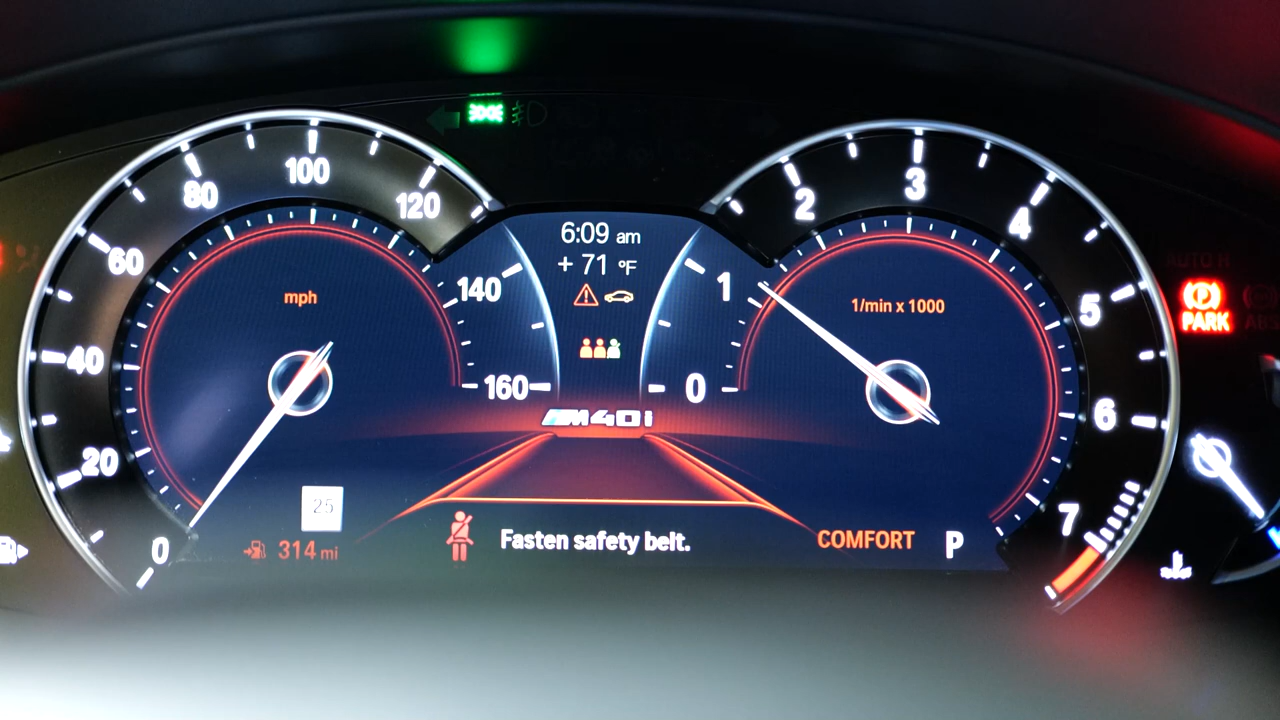 0
20
40
60
80
100
120
140
160
mph
25
314 mi
6:09 am
+ 71 °F
M40i
Fasten safety belt.
0
1
2
3
4
5
6
7
1/min x 1000
COMFORT
P
AUTO H
(P)
PARK